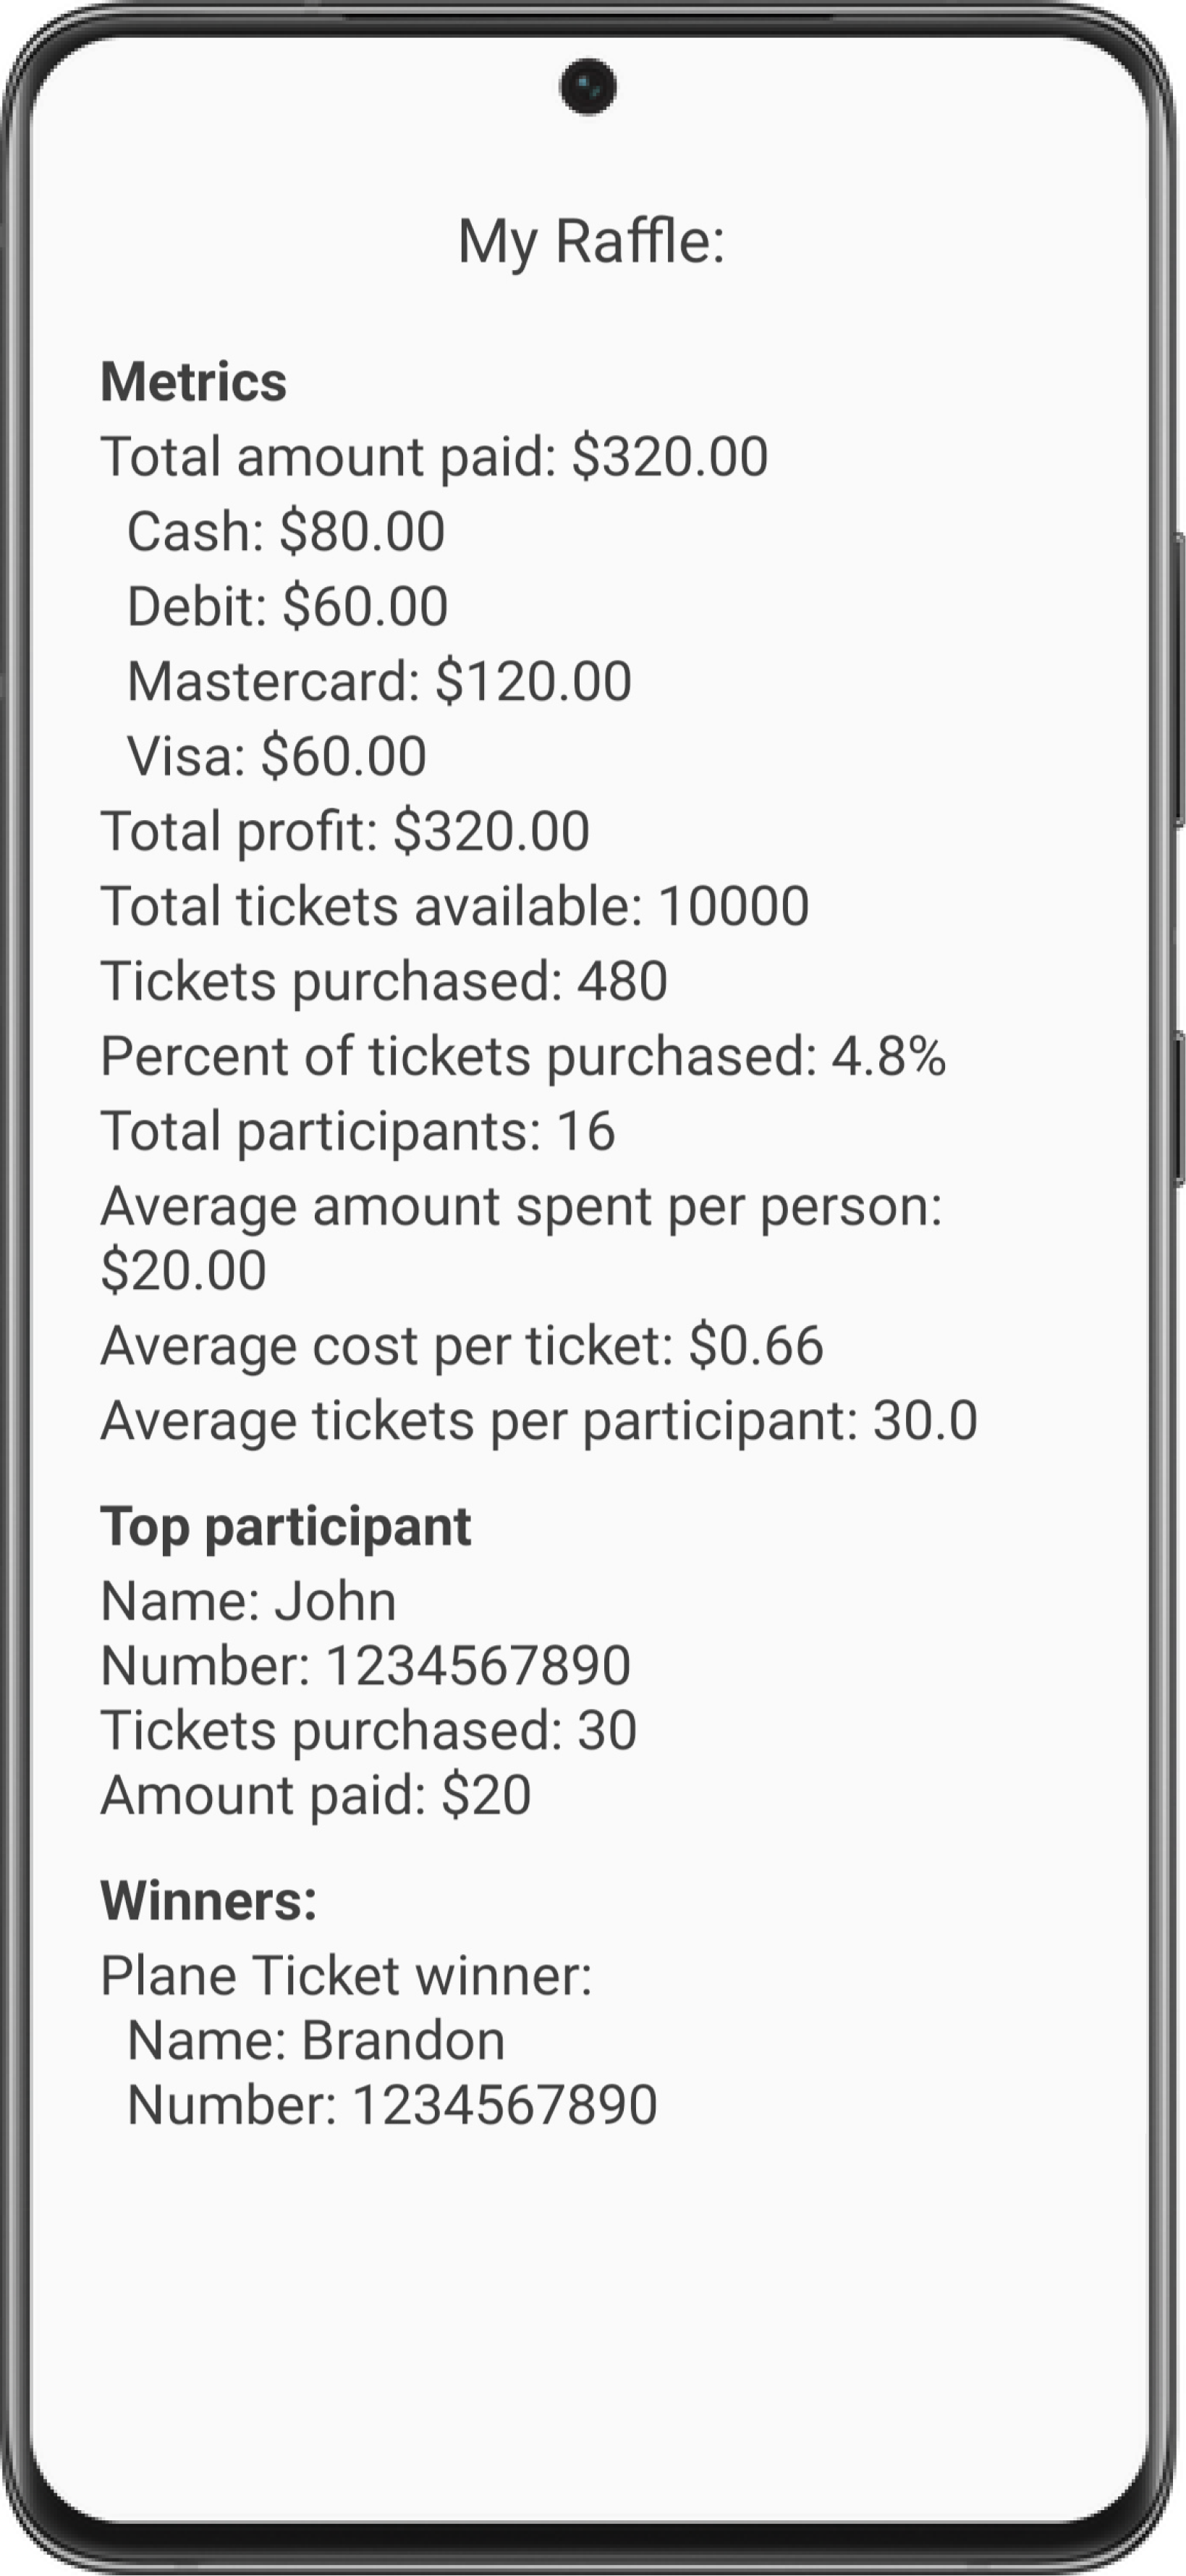 My Raffle:
Metrics
Total amount paid: $320.00
Cash: $80.00
Debit: $60.00
Mastercard: $120.00
Visa: $60.00
Total profit: $320.00
Total tickets available: 10000
Tickets purchased: 480
Percent of tickets purchased: 4.8%
Total participants: 16
Average amount spent per person:
$20.00
Average cost per ticket: $0.66
Average tickets per participant: 30.0
Top participant
Name: John
Number: 1234567890
Tickets purchased: 30
Amount paid: $20
Winners:
Plane Ticket winner:
Name: Brandon
Number: 1234567890